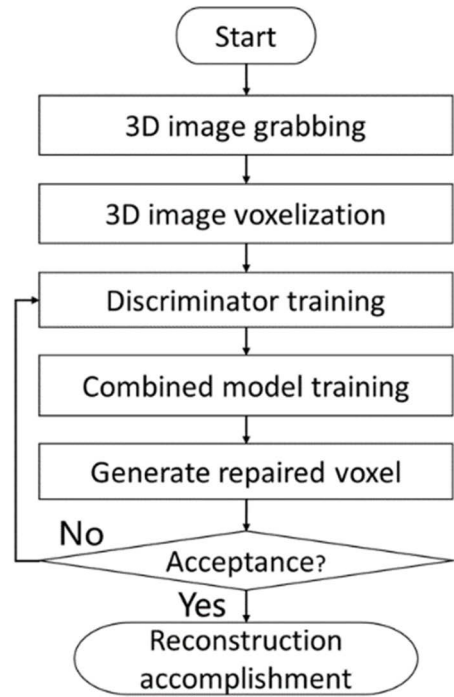 Start
3D image grabbing
3D image voxelization
Discriminator training
Combined model training
Generate repaired voxel
No
Acceptance?
Yes
Reconstruction
accomplishment